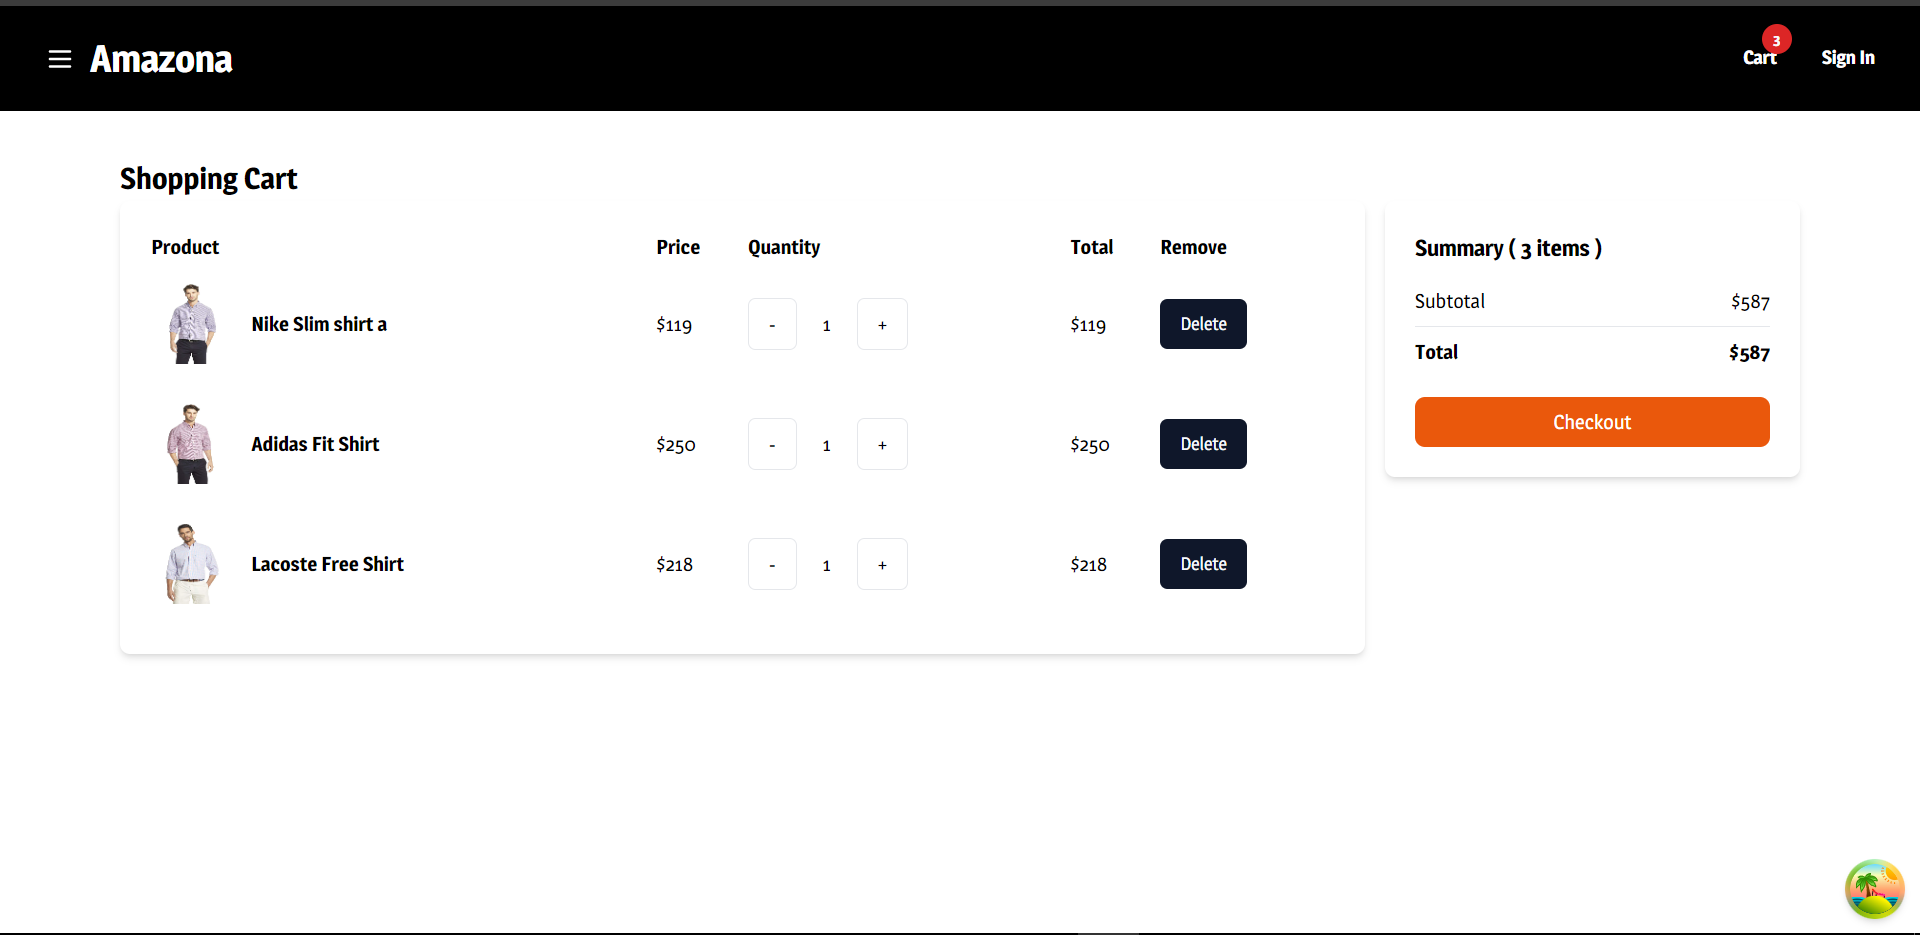 Amazona
Cart 3
Sign In
Shopping Cart
Product Price Quantity Total Remove
Nike Slim shirt a $119 - 1 + $119 Delete
Adidas Fit Shirt $250 - 1 + $250 Delete
Lacoste Free Shirt $218 - 1 + $218 Delete
Summary ( 3 items )
Subtotal $587
Total $587
Checkout